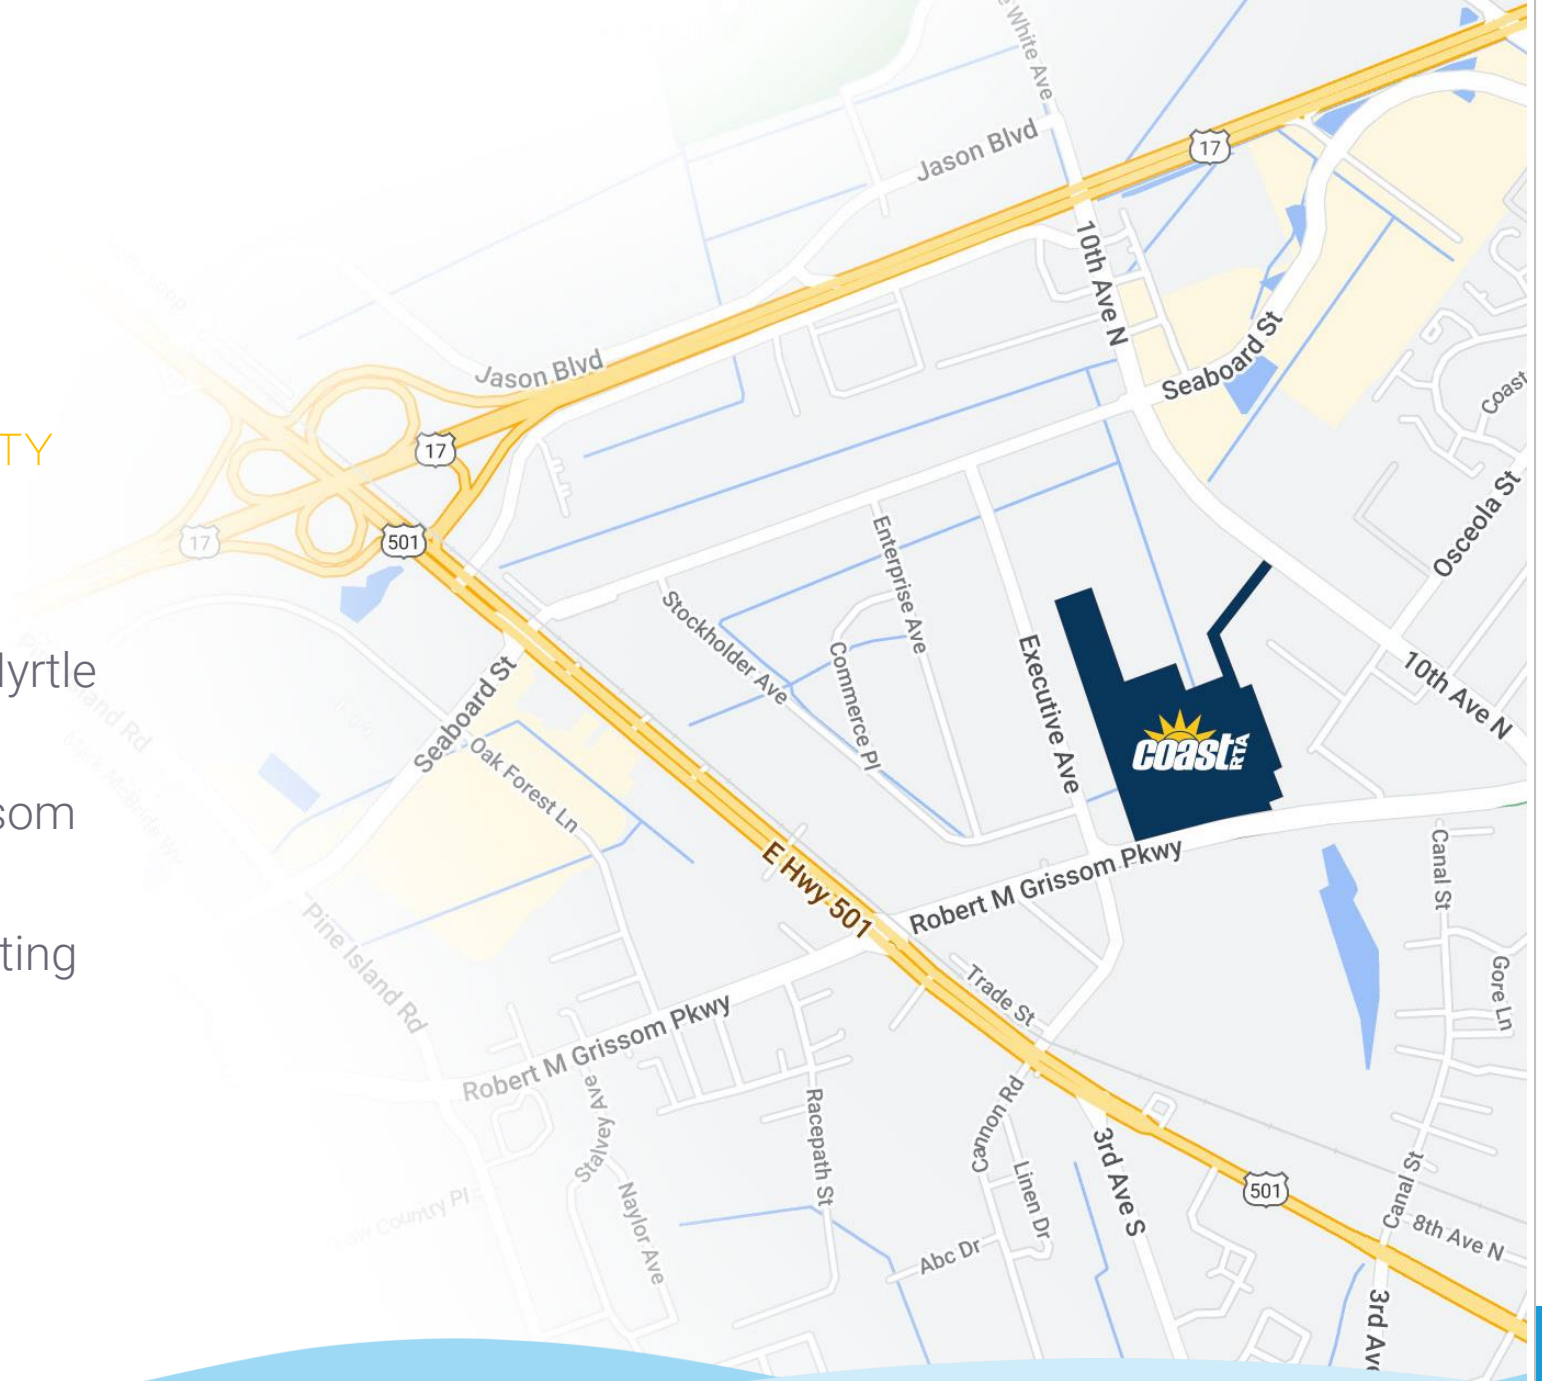 White Ave
Jason Blvd
17
10th Ave N
Jason Blvd
Seaboard St
Coast
TY
17
17
501
Osceola St
Enterprise Ave
Stockholder Ave
Commerce Pl
Executive Ave
10th Ave N
Seaboard St
Oak Forest Ln
coast RTA
som
E Hwy 501
Robert M Grissom Pkwy
Canal St
Pine Island Rd
ting
Trade St
Gore Ln
Robert M Grissom Pkwy
Stalvey Ave
Racepath St
Cannon Rd
3rd Ave S
Linen Dr
Naylor Ave
Country Pl
501
Canal St
8th Ave N
Abc Dr
3rd Av